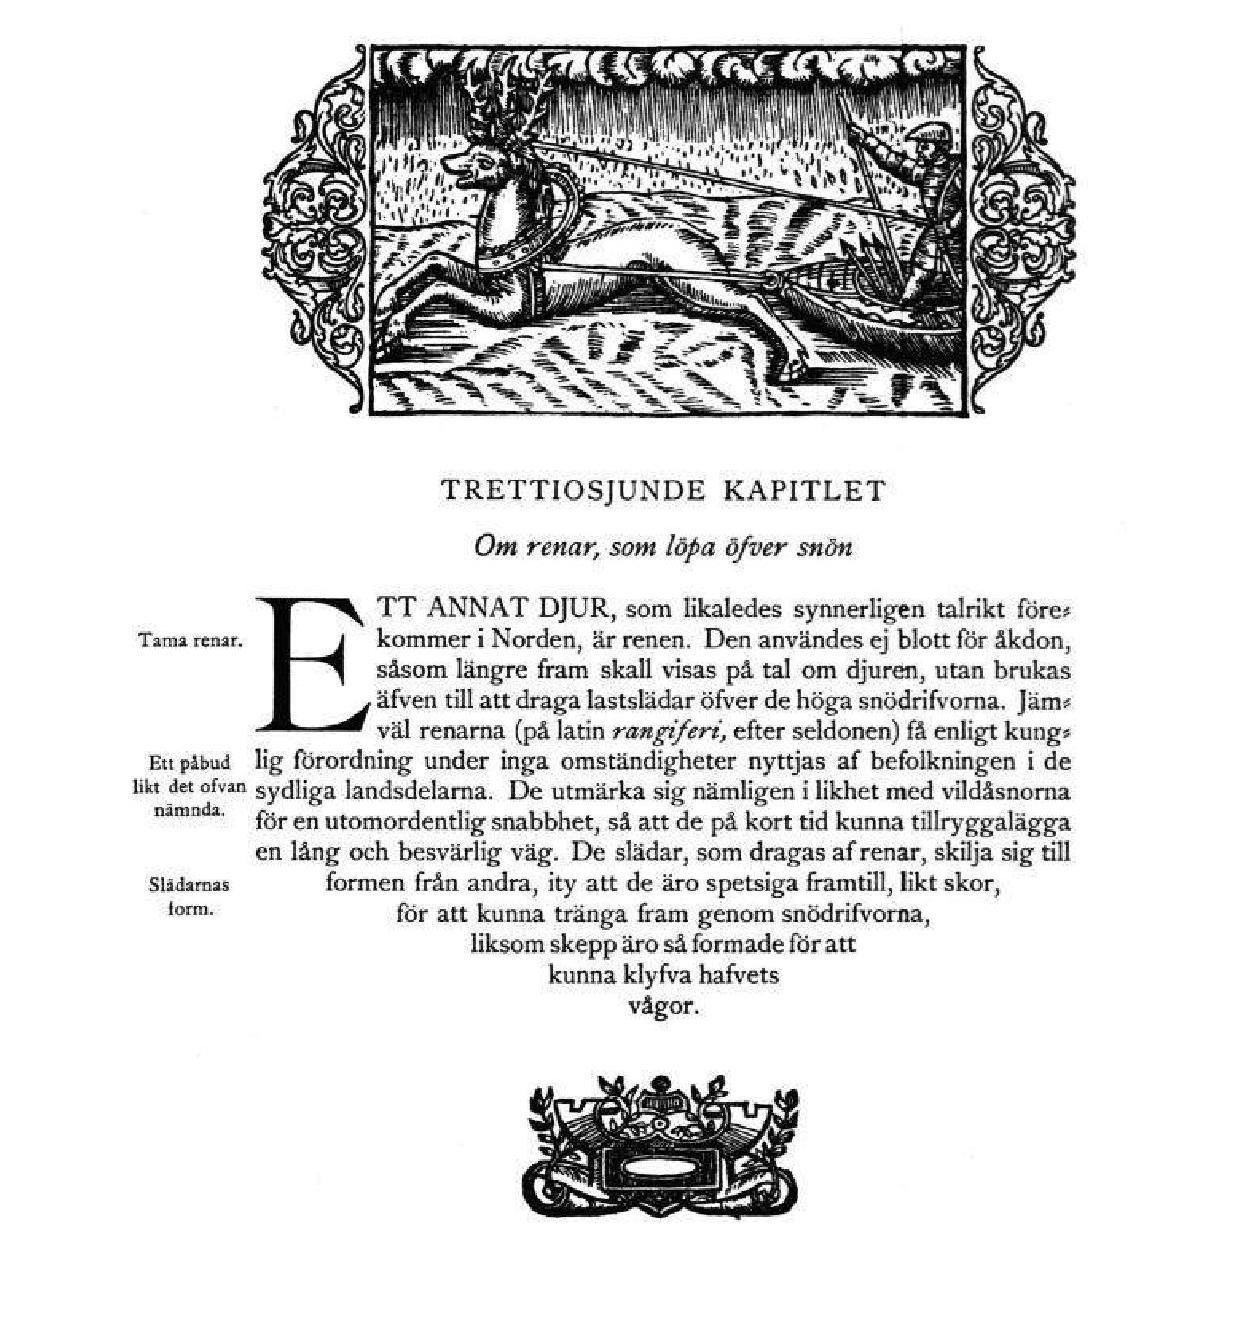 TRETTIOSJUNDE KAPITLET
Om renar, som löpa öfver snön
ETT ANNAT DJUR, som likaledes synnerligen talrikt före⸗
Tama renar.
kommer i Norden, är renen. Den användes ej blott för åkdon,
såsom längre fram skall visas på tal om djuren, utan brukas
äfven till att draga lastslädar öfver de höga snödrifvorna. Jäm⸗
väl renarna (på latin rangiferi, efter seldonen) få enligt kung⸗
Ett påbud
likt det ofvan
nämnda.
lig förordning under inga omständigheter nyttjas af befolkningen i de
sydliga landsdelarna. De utmärka sig nämligen i likhet med vildåsnorna
för en utomordentlig snabbhet, så att de på kort tid kunna tillryggalägga
en lång och besvärlig väg. De slädar, som dragas af renar, skilja sig till
Slädarnas
form.
formen från andra, ity att de äro spetsiga framtill, likt skor,
för att kunna tränga fram genom snödrifvorna,
liksom skepp äro så formade för att
kunna klyfva hafvets
vågor.